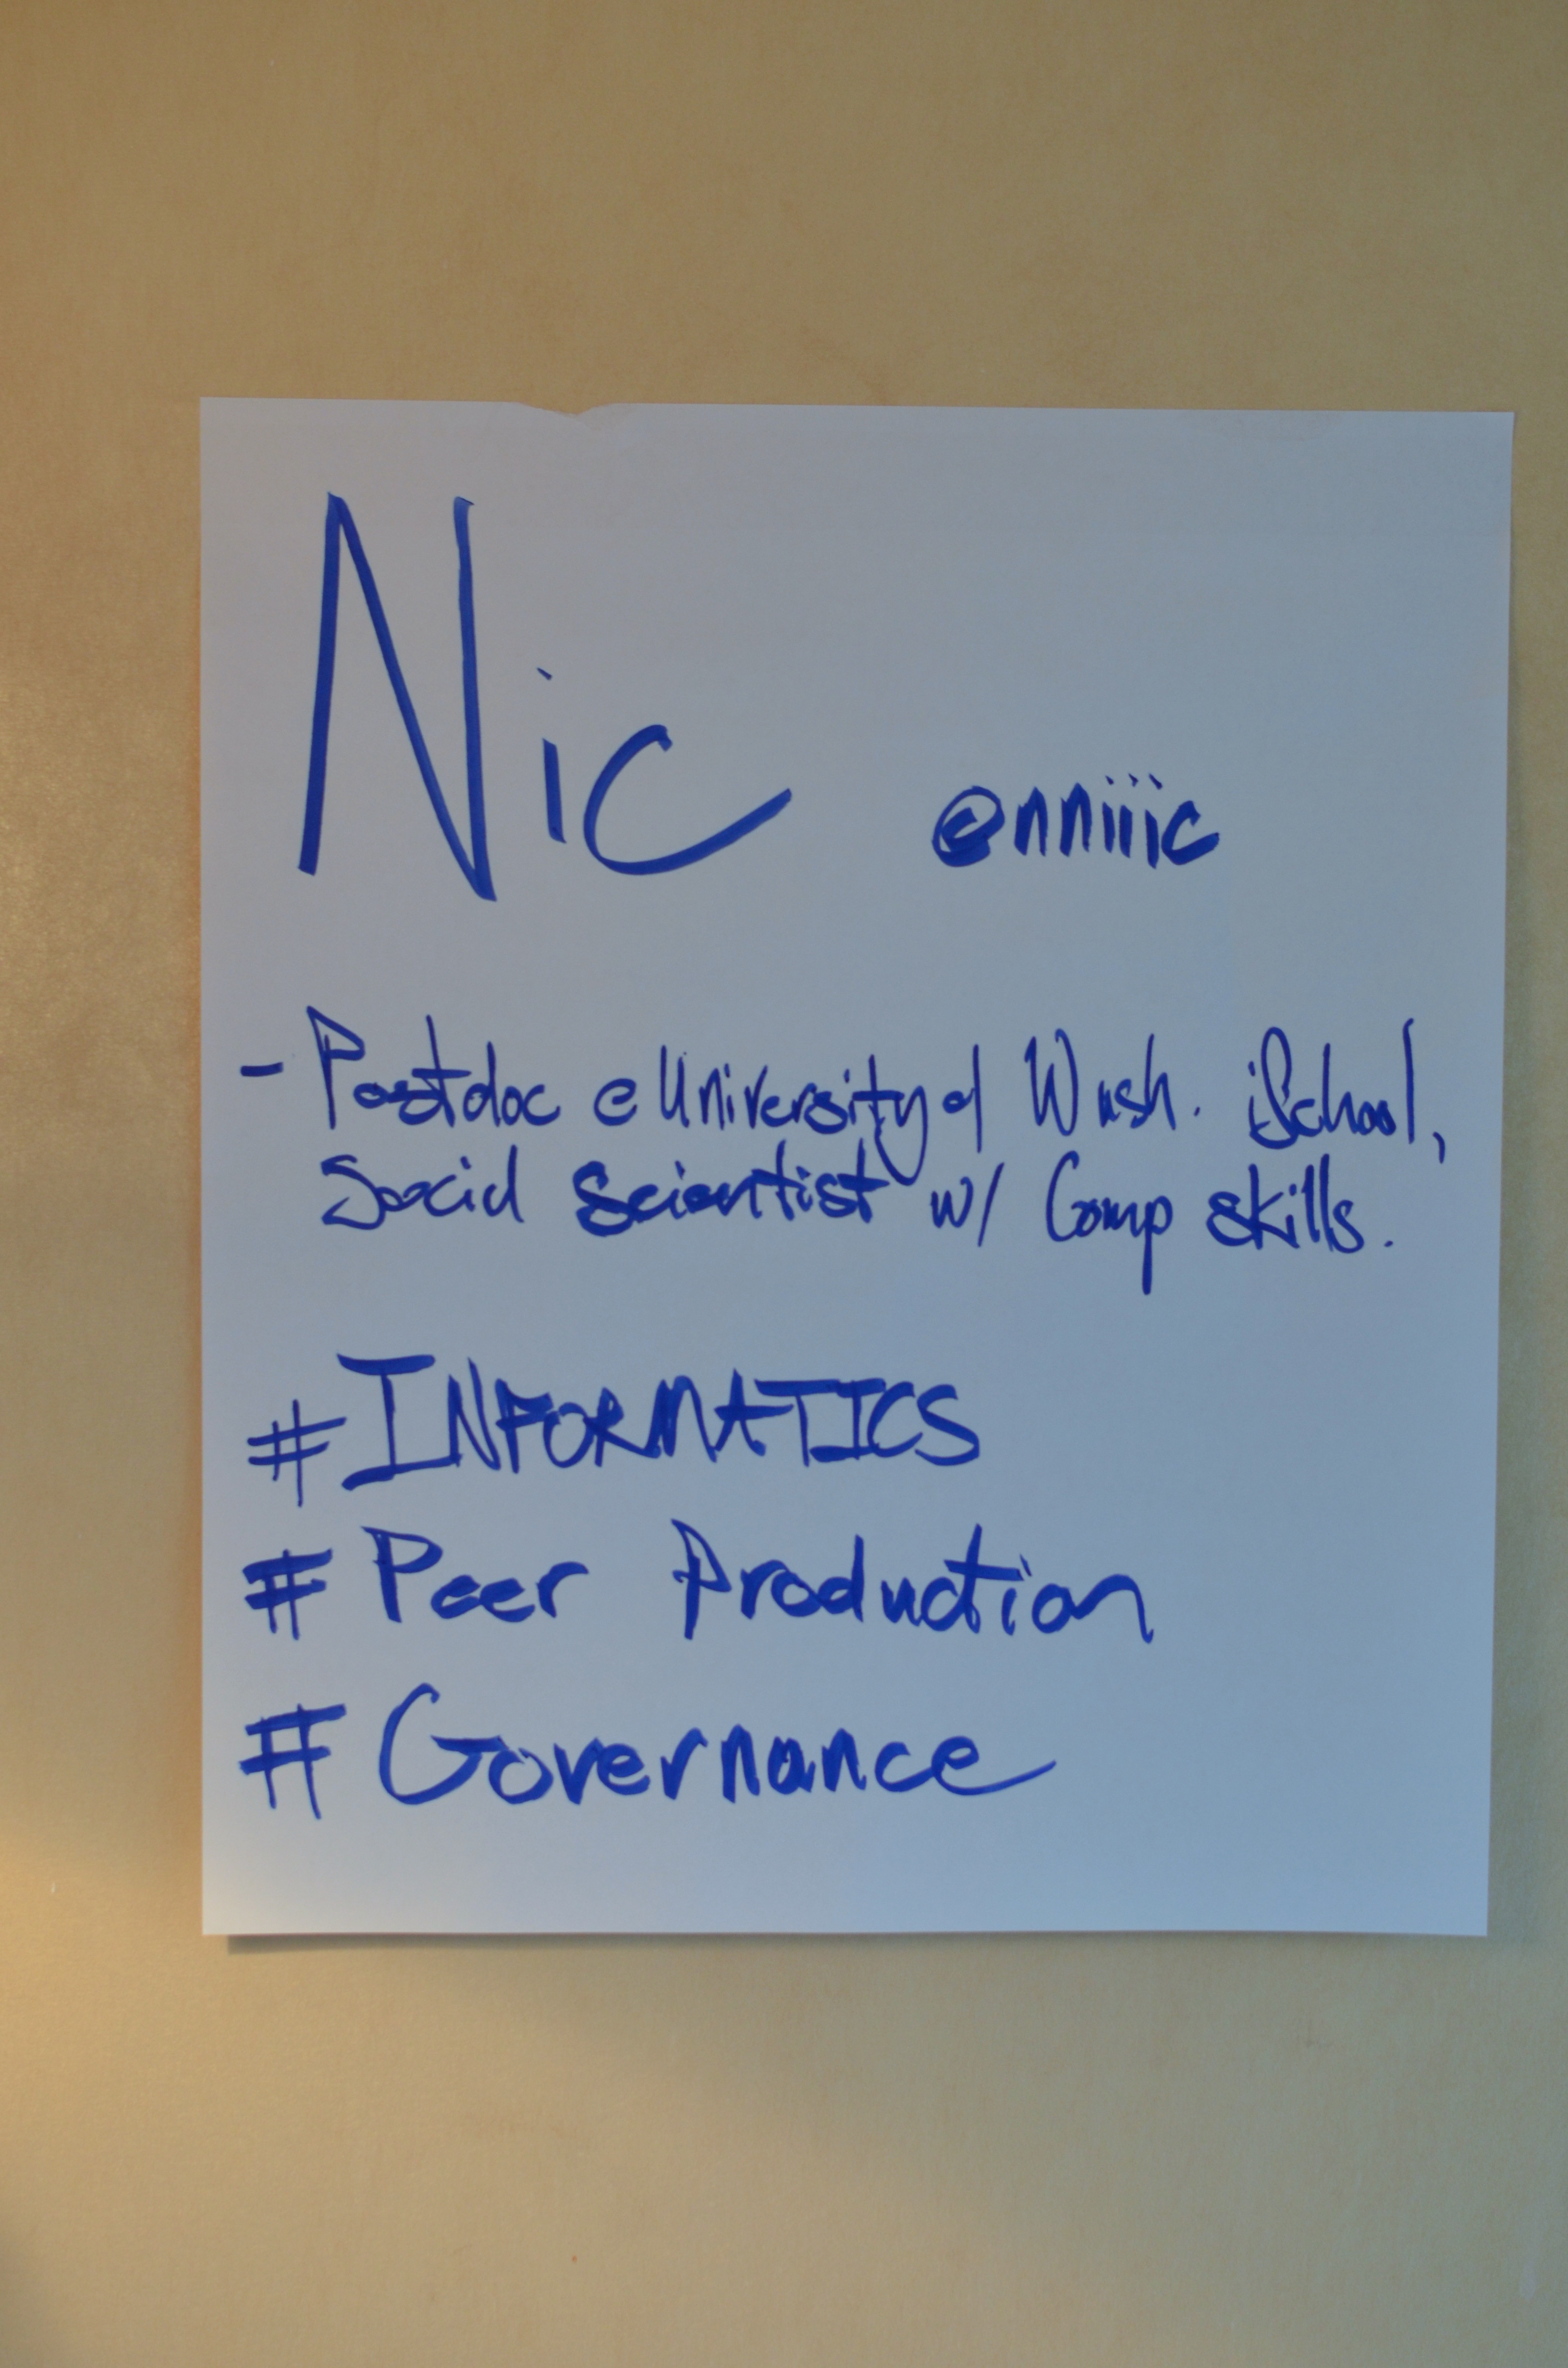 Nic @nniiic
- Postdoc @ University of Wash. iSchool,
Social Scientist w/ Comp skills.
# INFORMATICS
# Peer Production
# Governance